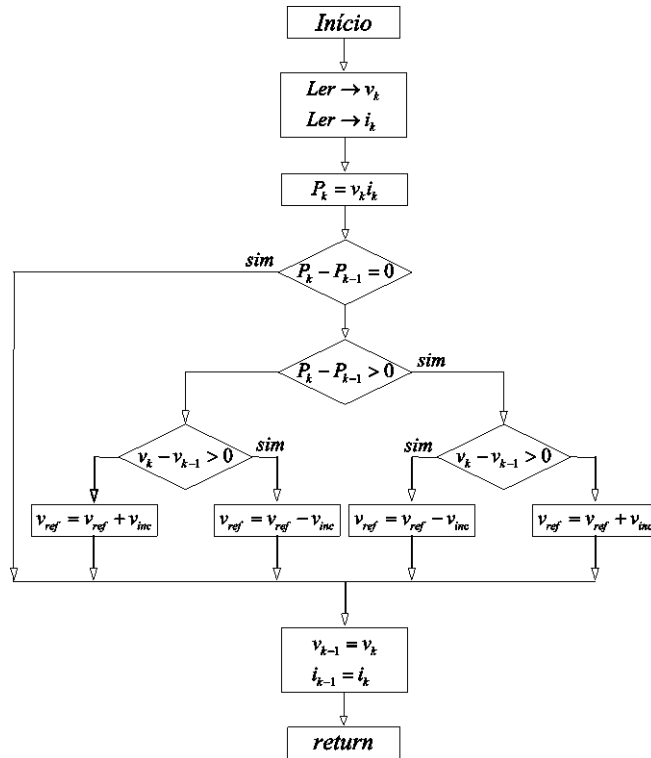 Início
Ler → v_k
Ler → i_k
P_k = v_k i_k
sim
P_k − P_{k−1} = 0
P_k − P_{k−1} > 0
sim
v_k − v_{k−1} > 0
sim
sim
v_k − v_{k−1} > 0
v_ref = v_ref + v_inc
v_ref = v_ref − v_inc
v_ref = v_ref − v_inc
v_ref = v_ref + v_inc
v_{k−1} = v_k
i_{k−1} = i_k
return